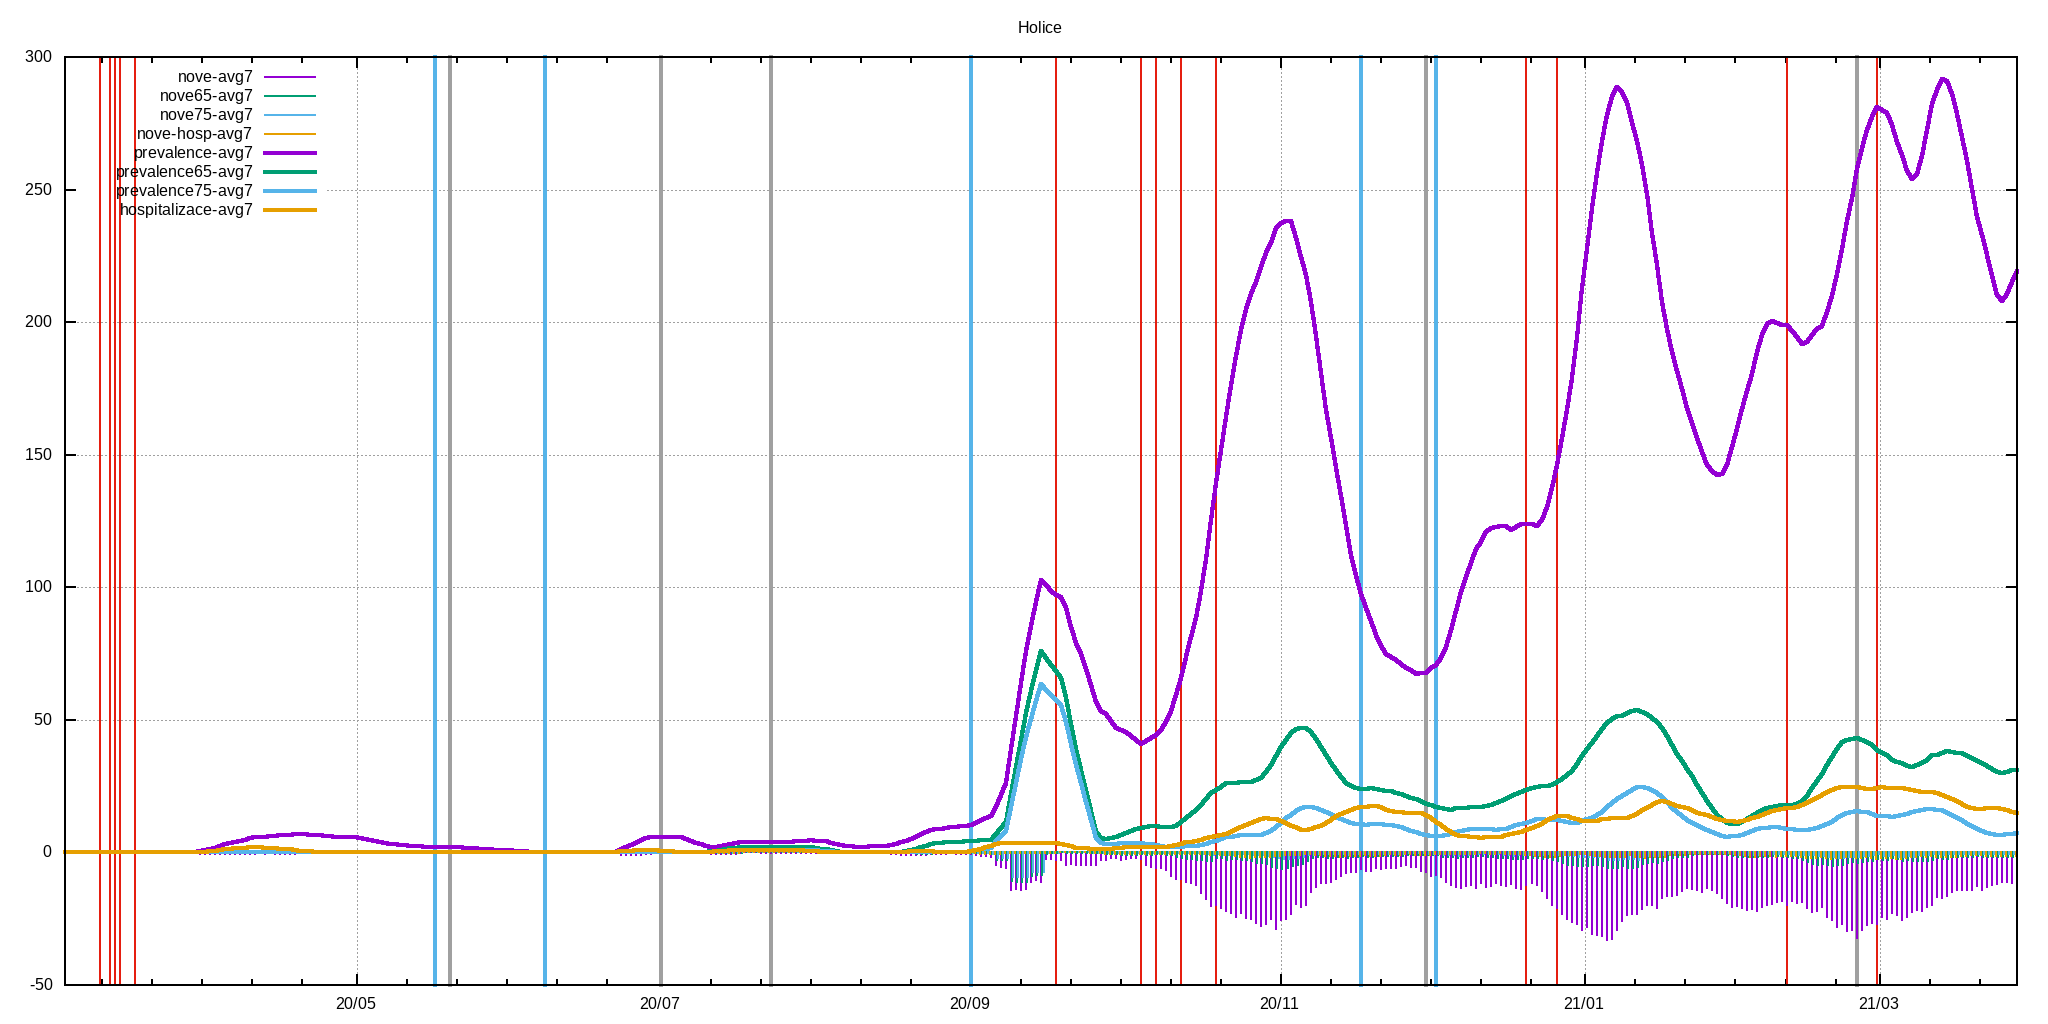 Holice
300
250
200
150
100
50
0
-50
nove-avg7
nove65-avg7
nove75-avg7
nove-hosp-avg7
prevalence-avg7
prevalence65-avg7
prevalence75-avg7
hospitalizace-avg7
20/05
20/07
20/09
20/11
21/01
21/03